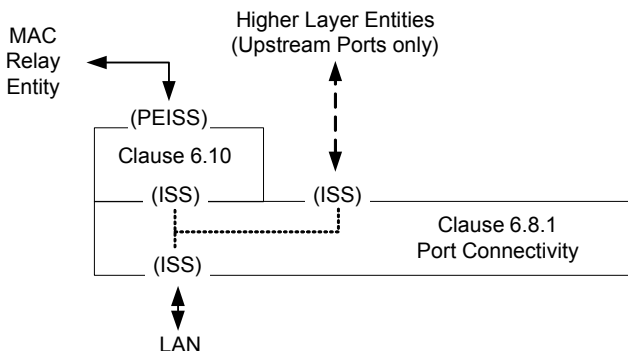 Higher Layer Entities
(Upstream Ports only)
MAC
Relay
Entity
(PEISS)
Clause 6.10
(ISS)
(ISS)
Clause 6.8.1
Port Connectivity
(ISS)
LAN